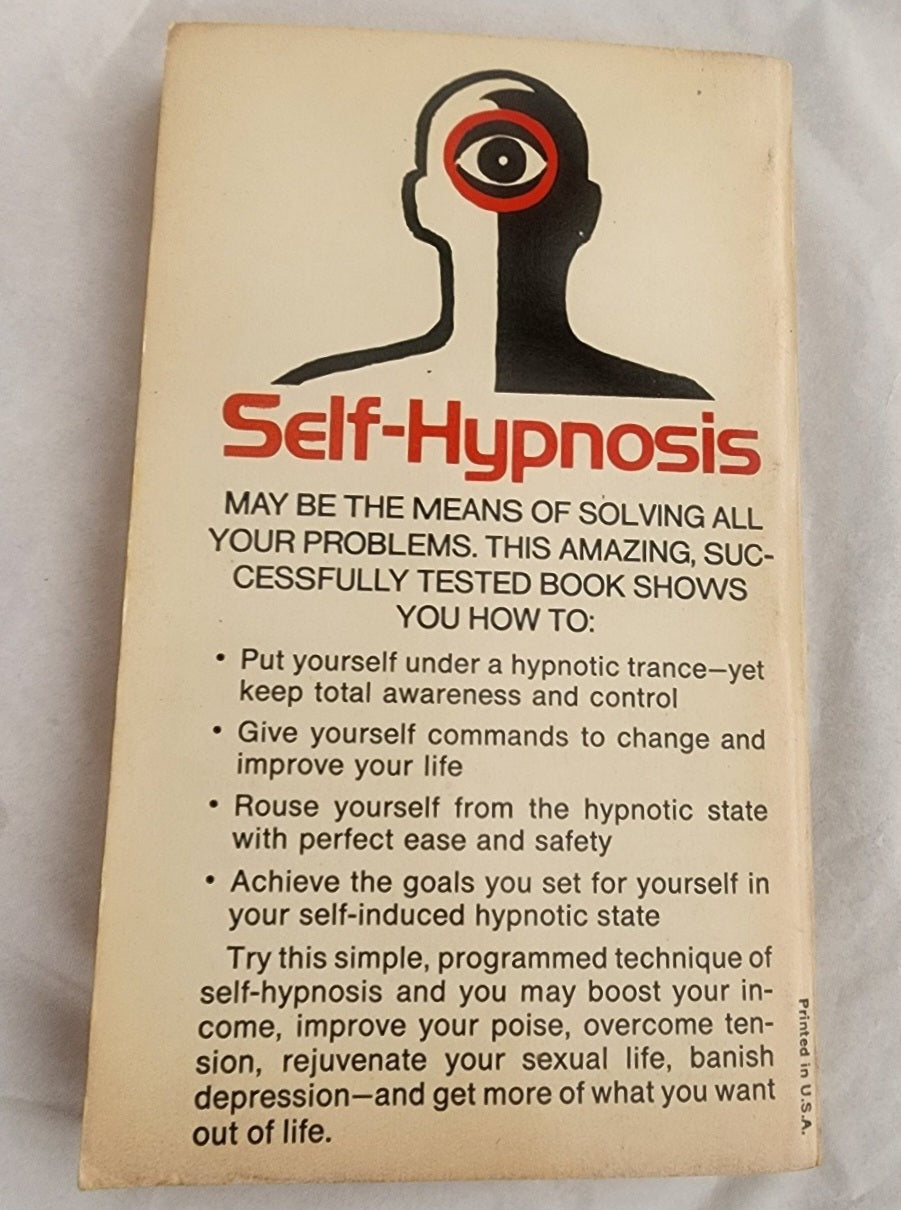 Self-Hypnosis
MAY BE THE MEANS OF SOLVING ALL
YOUR PROBLEMS. THIS AMAZING, SUC-
CESSFULLY TESTED BOOK SHOWS
YOU HOW TO:
• Put yourself under a hypnotic trance—yet
keep total awareness and control
• Give yourself commands to change and
improve your life
• Rouse yourself from the hypnotic state
with perfect ease and safety
• Achieve the goals you set for yourself in
your self-induced hypnotic state
Try this simple, programmed technique of
self-hypnosis and you may boost your in-
come, improve your poise, overcome ten-
sion, rejuvenate your sexual life, banish
depression—and get more of what you want
out of life.
Printed in U.S.A.